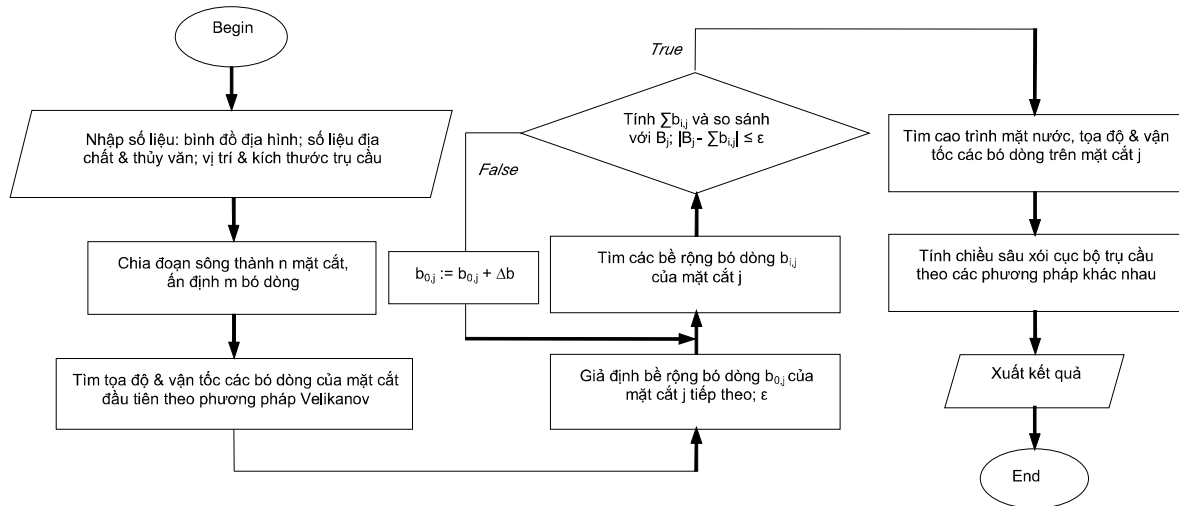 Begin
Nhập số liệu: bình đồ địa hình; số liệu địa
chất & thủy văn; vị trí & kích thước trụ cầu
Chia đoạn sông thành n mặt cắt,
ấn định m bó dòng
Tìm tọa độ & vận tốc các bó dòng của mặt cắt
đầu tiên theo phương pháp Velikanov
Giả định bề rộng bó dòng b0,j của
mặt cắt j tiếp theo; ε
Tìm các bề rộng bó dòng bi,j
của mặt cắt j
Tính ∑bi,j và so sánh
với Bj; |Bj - ∑bi,j| ≤ ε
False
b0,j := b0,j + Δb
True
Tìm cao trình mặt nước, tọa độ & vận
tốc các bó dòng trên mặt cắt j
Tính chiều sâu xói cục bộ trụ cầu
theo các phương pháp khác nhau
Xuất kết quả
End